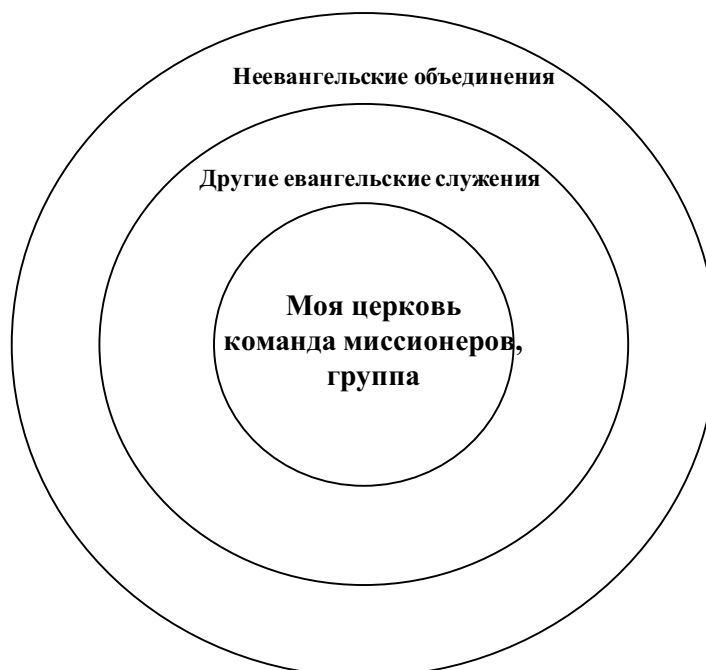 Неевангельские объединения
Другие евангельские служения
Моя церковь
команда миссионеров,
группа